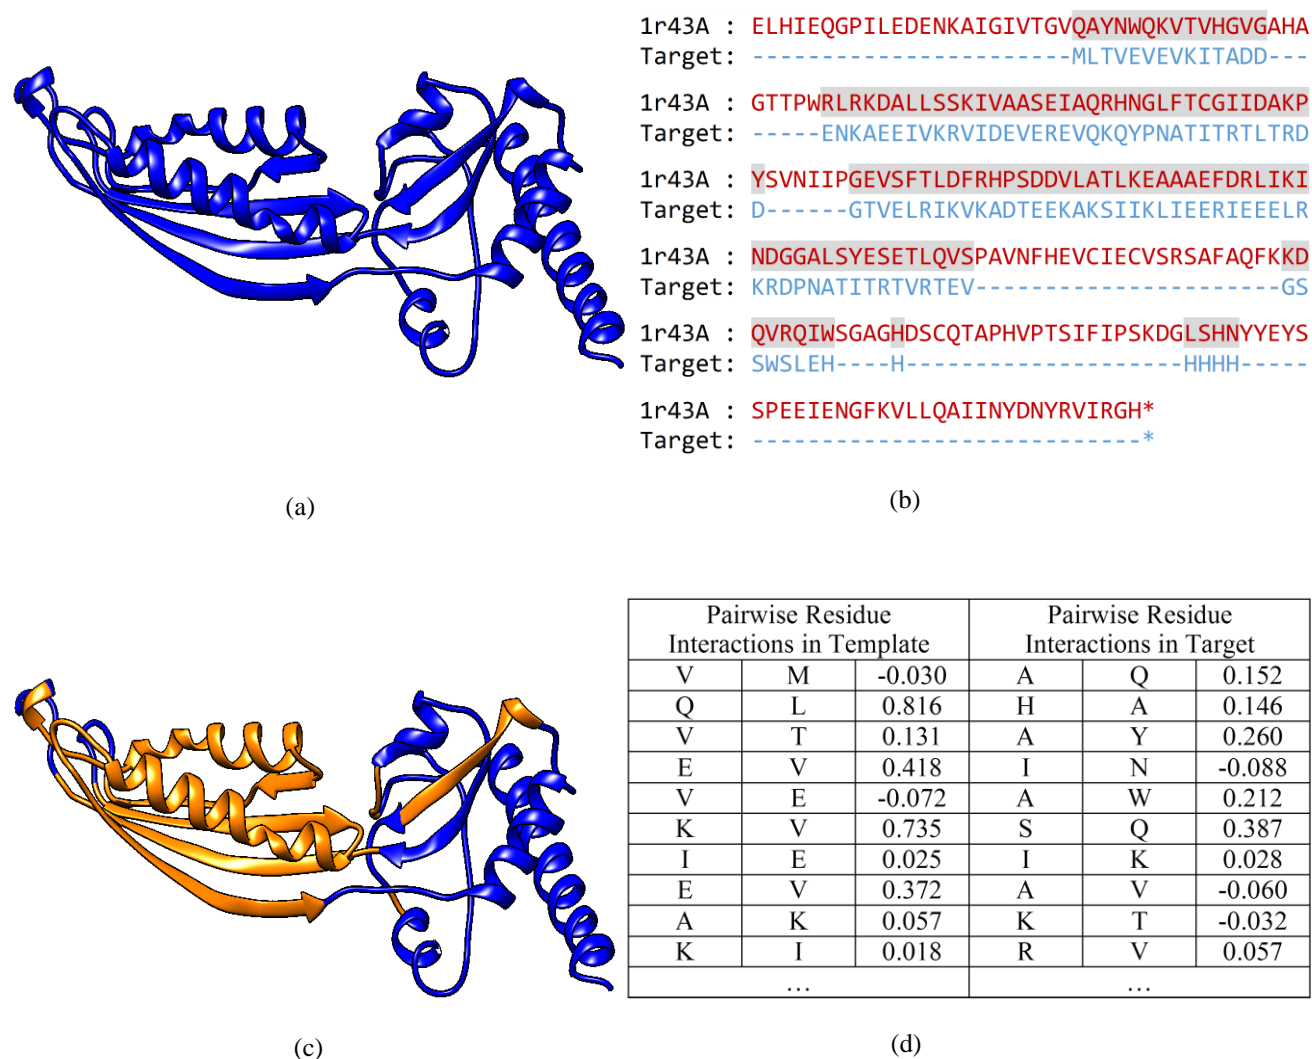 1r43A : ELHIEQGPILEDENKAIGIVTGVQAYNWQKVTVHGVGAHA
Target: -----------------------MLTVEVEVKITADD---
1r43A : GTTPWRLRKDALLSSKIVAASEIAQRHNGLFTCGIIDAKP
Target: -----ENKAEEIVKRVIDEVEREVQKQYPNATITRTLTRD
1r43A : YSVNIIPGEVSFTLDFRHPSDDVLATLKEAAAEFDRLIKI
Target: D------GTVELRIKVKADTEEKAKSIIKLIEERIEEELR
1r43A : NDGGALSYESETLQVSPAVNFHEVCIECVSRSAFAQFKKD
Target: KRDPNATITRTVRTEV----------------------GS
1r43A : QVRQIWSGAGHDSCQTAPHVPTSIFIPSKDGLSHNYYEYS
Target: SWSLEH----H--------------------HHHH-----
1r43A : SPEEIENGFKVLLQAIINYDNYRVIRGH*
Target: ----------------------------*
(a)
(b)
Pairwise Residue Interactions in Template Pairwise Residue Interactions in Target
V M -0.030 A Q 0.152
Q L 0.816 H A 0.146
V T 0.131 A Y 0.260
E V 0.418 I N -0.088
V E -0.072 A W 0.212
K V 0.735 S Q 0.387
I E 0.025 I K 0.028
E V 0.372 A V -0.060
A K 0.057 K T -0.032
K I 0.018 R V 0.057
... ...
(c)
(d)